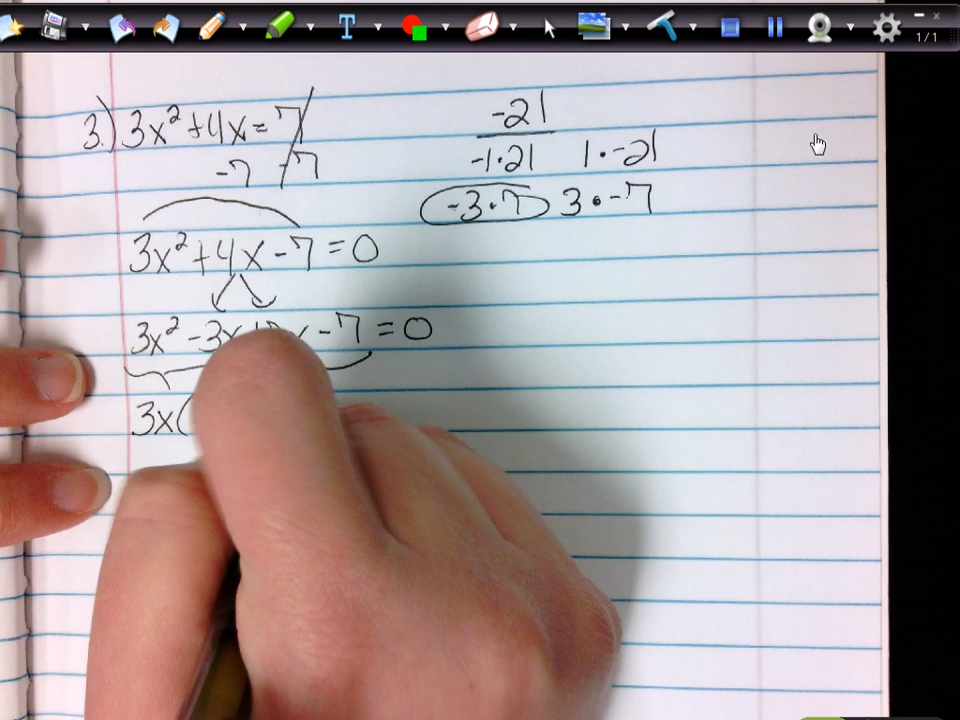 1/1
3.) 3x² + 4x = 7
-7 -7
3x² + 4x - 7 = 0
3x² - 3x - 7 = 0
3x(
-21
-1·21 1·-21
-3·7 3·-7